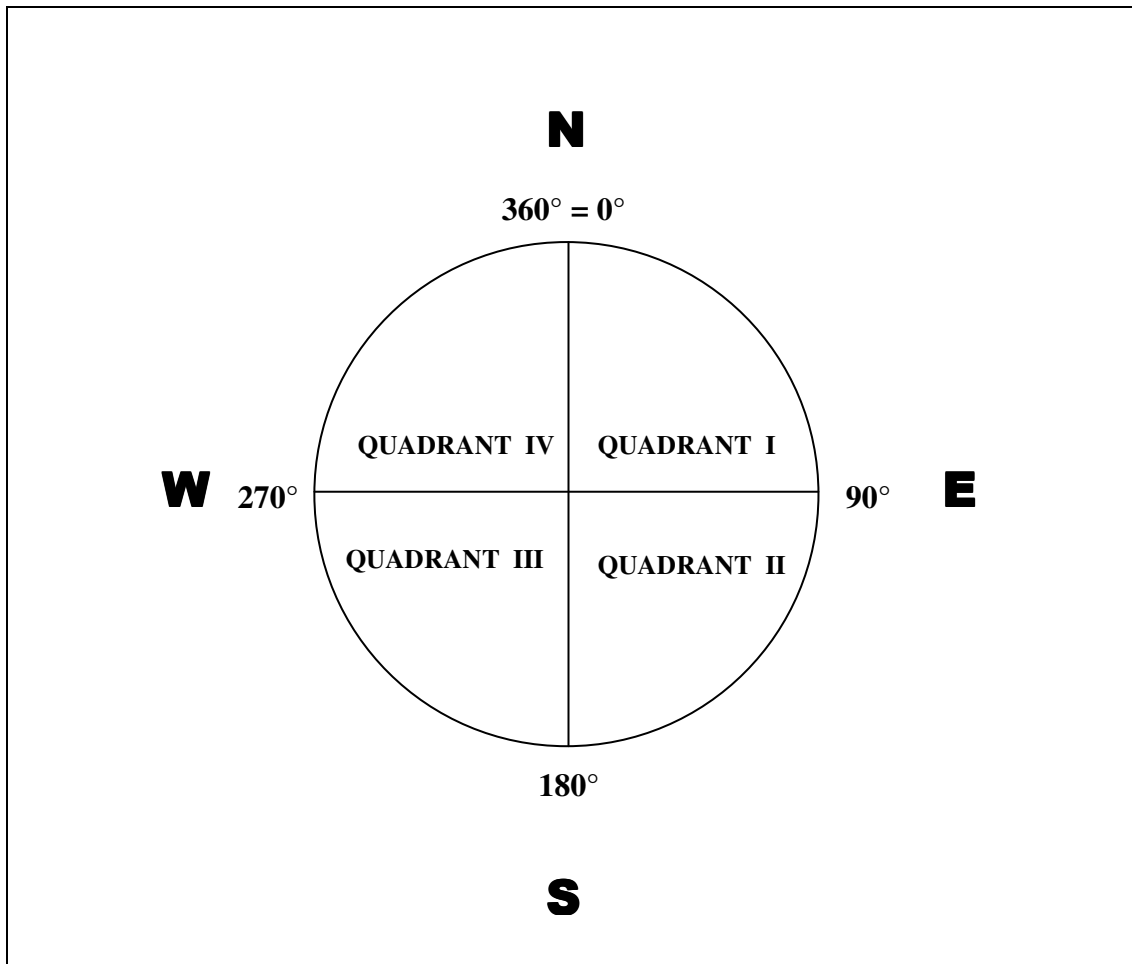 N
360° = 0°
QUADRANT IV QUADRANT I
W 270° 90° E
QUADRANT III QUADRANT II
180°
S